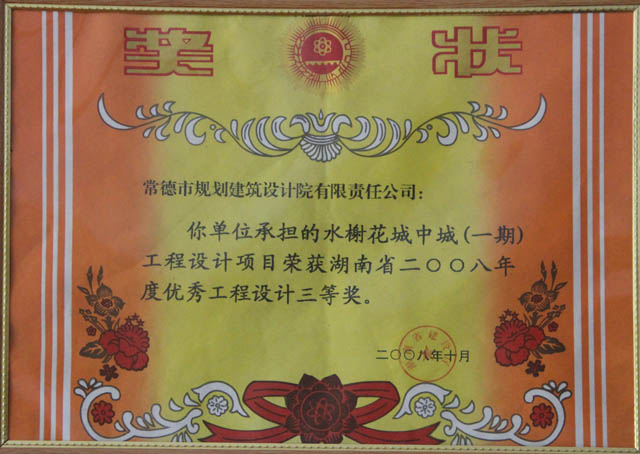 奖 状
常德市规划建筑设计院有限责任公司：
你单位承担的水榭花城中城(一期)
工程设计项目荣获湖南省二〇〇八年
度优秀工程设计三等奖。
二〇〇八年十月